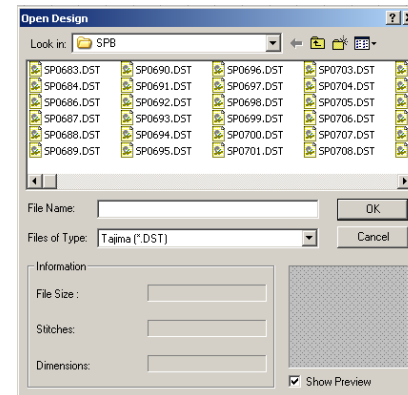 Open Design
Look in: SPB
SP0683.DST SP0690.DST SP0696.DST SP0703.DST
SP0684.DST SP0691.DST SP0697.DST SP0704.DST
SP0686.DST SP0692.DST SP0698.DST SP0705.DST
SP0687.DST SP0693.DST SP0699.DST SP0706.DST
SP0688.DST SP0694.DST SP0700.DST SP0707.DST
SP0689.DST SP0695.DST SP0701.DST SP0708.DST
File Name: OK
Files of Type: Tajima (*.DST) Cancel
Information
File Size :
Stitches:
Dimensions:
Show Preview